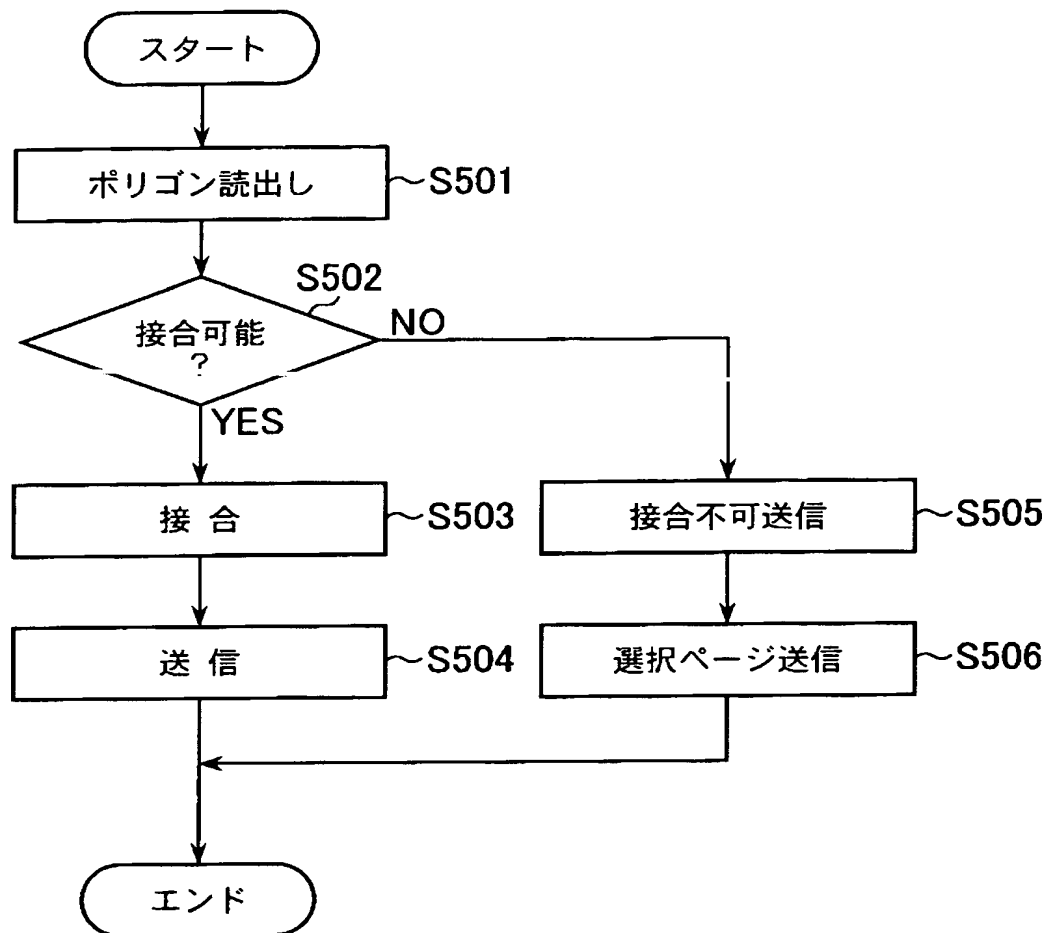 スタート
ポリゴン読出し
S501
S502
接合可能
?
NO
YES
接 合
S503
接合不可送信
S505
送 信
S504
選択ページ送信
S506
エンド